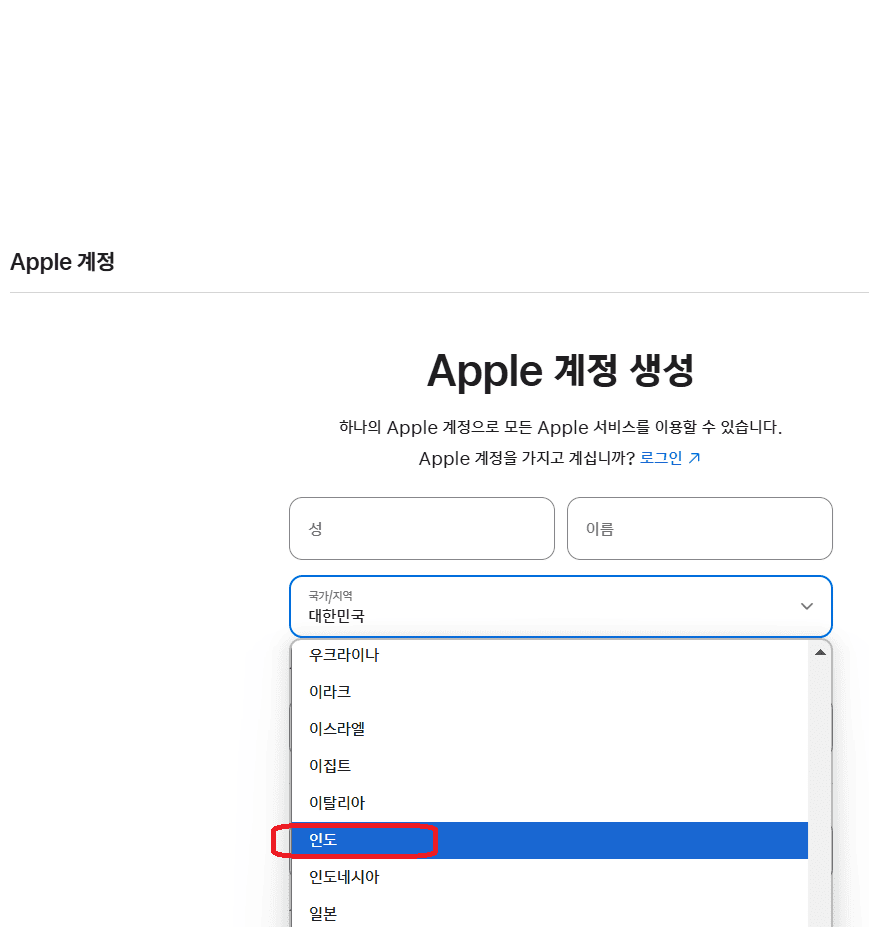 Apple 계정
Apple 계정 생성
하나의 Apple 계정으로 모든 Apple 서비스를 이용할 수 있습니다.
Apple 계정을 가지고 계십니까? 로그인 ↗
성
이름
국가/지역
대한민국
우크라이나
이라크
이스라엘
이집트
이탈리아
인도
인도네시아
일본